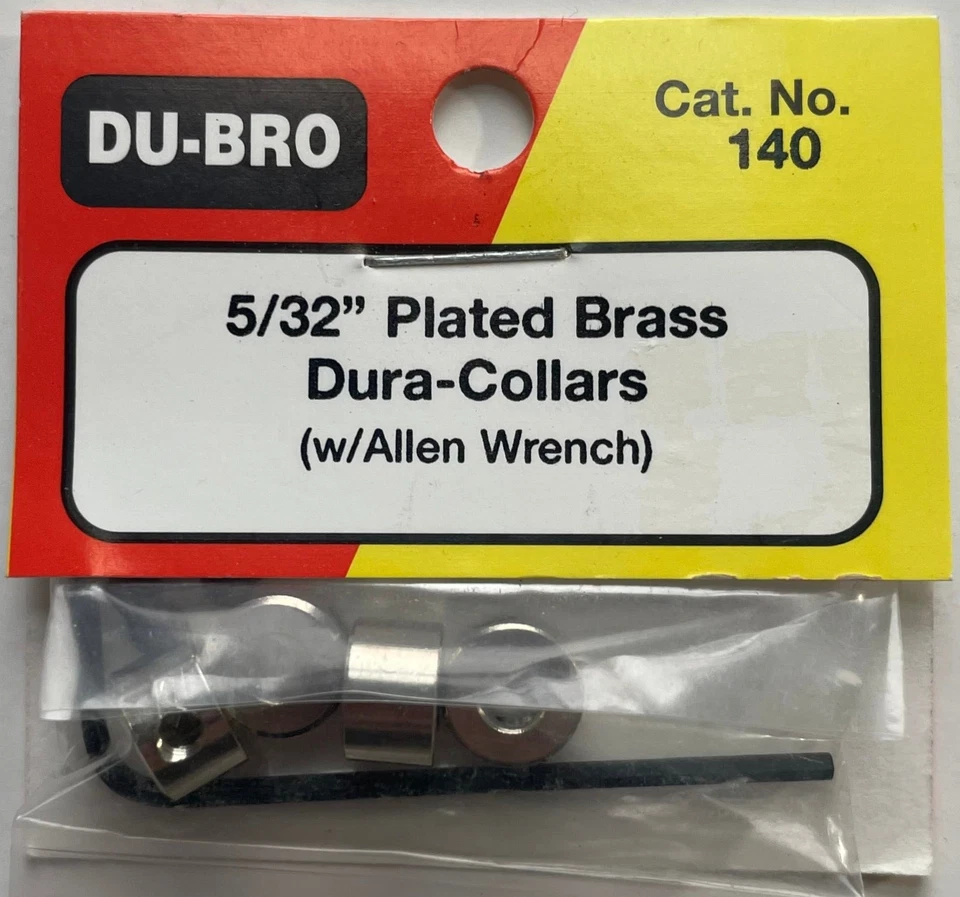 DU-BRO
Cat. No.
140
5/32” Plated Brass
Dura-Collars
(w/Allen Wrench)